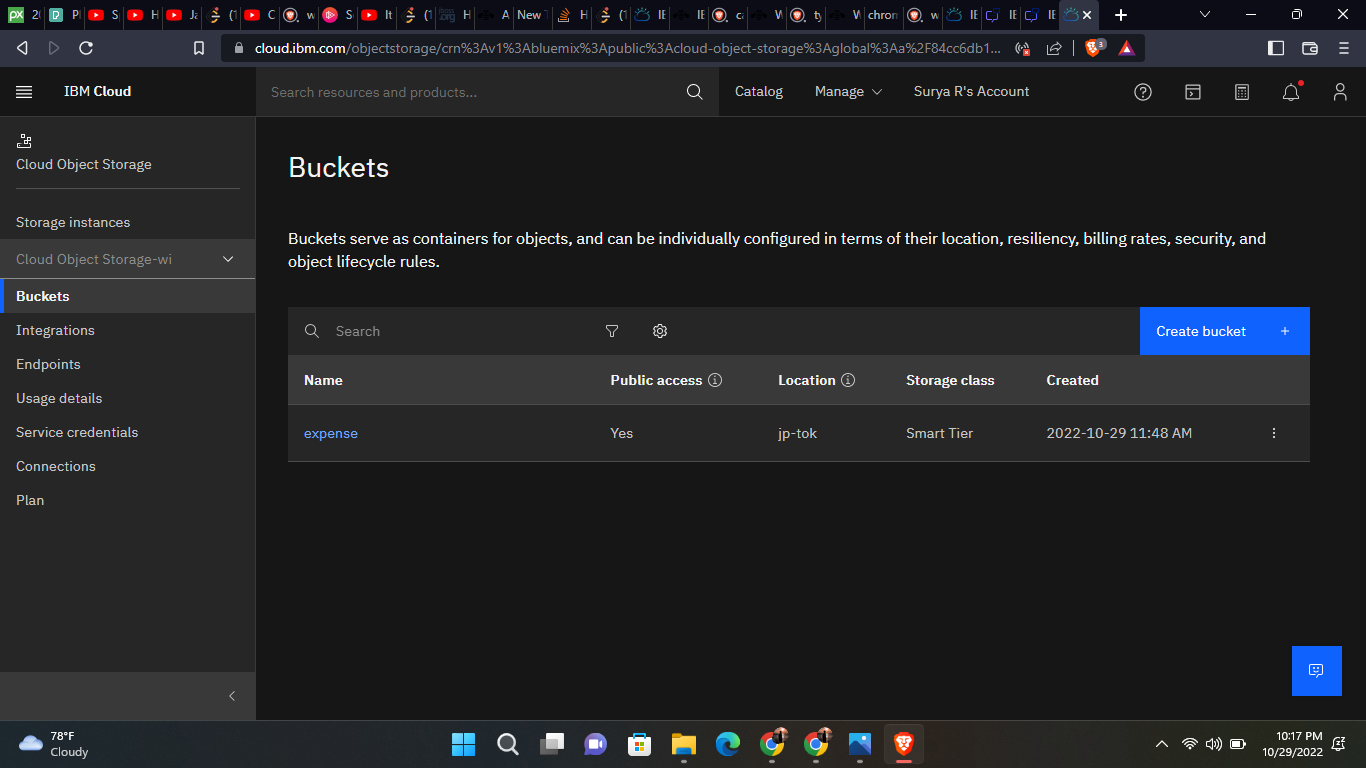 cloud.ibm.com/objectstorage/crn%3Av1%3Abluemix%3Apublic%3Acloud-object-storage%3Aglobal%3Aa%2F84cc6db1...
3
IBM Cloud
Search resources and products...
Catalog
Manage
Surya R's Account
Cloud Object Storage
Storage instances
Cloud Object Storage-wi
Buckets
Integrations
Endpoints
Usage details
Service credentials
Connections
Plan
Buckets
Buckets serve as containers for objects, and can be individually configured in terms of their location, resiliency, billing rates, security, and
object lifecycle rules.
Search
Create bucket +
Name Public access Location Storage class Created
expense Yes jp-tok Smart Tier 2022-10-29 11:48 AM
78°F
Cloudy
10:17 PM
10/29/2022